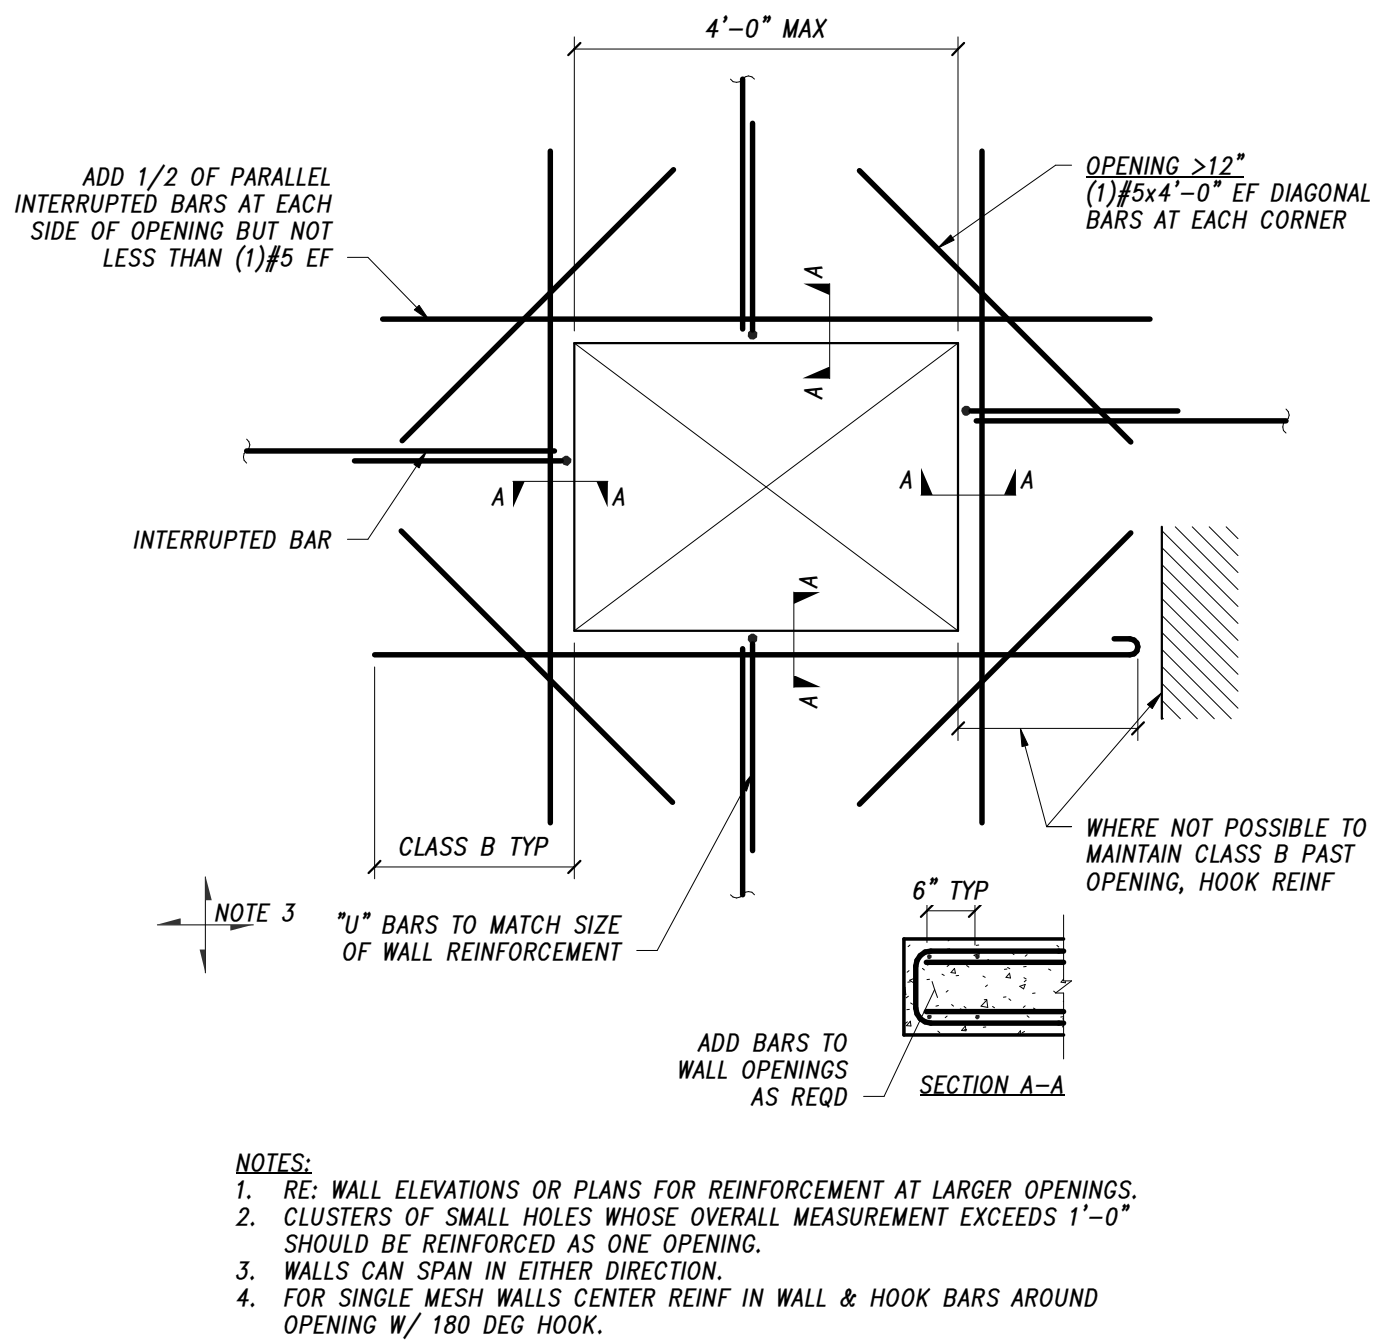 4'-0" MAX
ADD 1/2 OF PARALLEL
INTERRUPTED BARS AT EACH
SIDE OF OPENING BUT NOT
LESS THAN (1)#5 EF
OPENING >12"
(1)#5x4'-0" EF DIAGONAL
BARS AT EACH CORNER
A
A
A
A
A
A
INTERRUPTED BAR
A
A
CLASS B TYP
WHERE NOT POSSIBLE TO
MAINTAIN CLASS B PAST
OPENING, HOOK REINF
NOTE 3
"U" BARS TO MATCH SIZE
OF WALL REINFORCEMENT
6" TYP
ADD BARS TO
WALL OPENINGS
AS REQD
SECTION A-A
NOTES:
1. RE: WALL ELEVATIONS OR PLANS FOR REINFORCEMENT AT LARGER OPENINGS.
2. CLUSTERS OF SMALL HOLES WHOSE OVERALL MEASUREMENT EXCEEDS 1'-0"
SHOULD BE REINFORCED AS ONE OPENING.
3. WALLS CAN SPAN IN EITHER DIRECTION.
4. FOR SINGLE MESH WALLS CENTER REINF IN WALL & HOOK BARS AROUND
OPENING W/ 180 DEG HOOK.